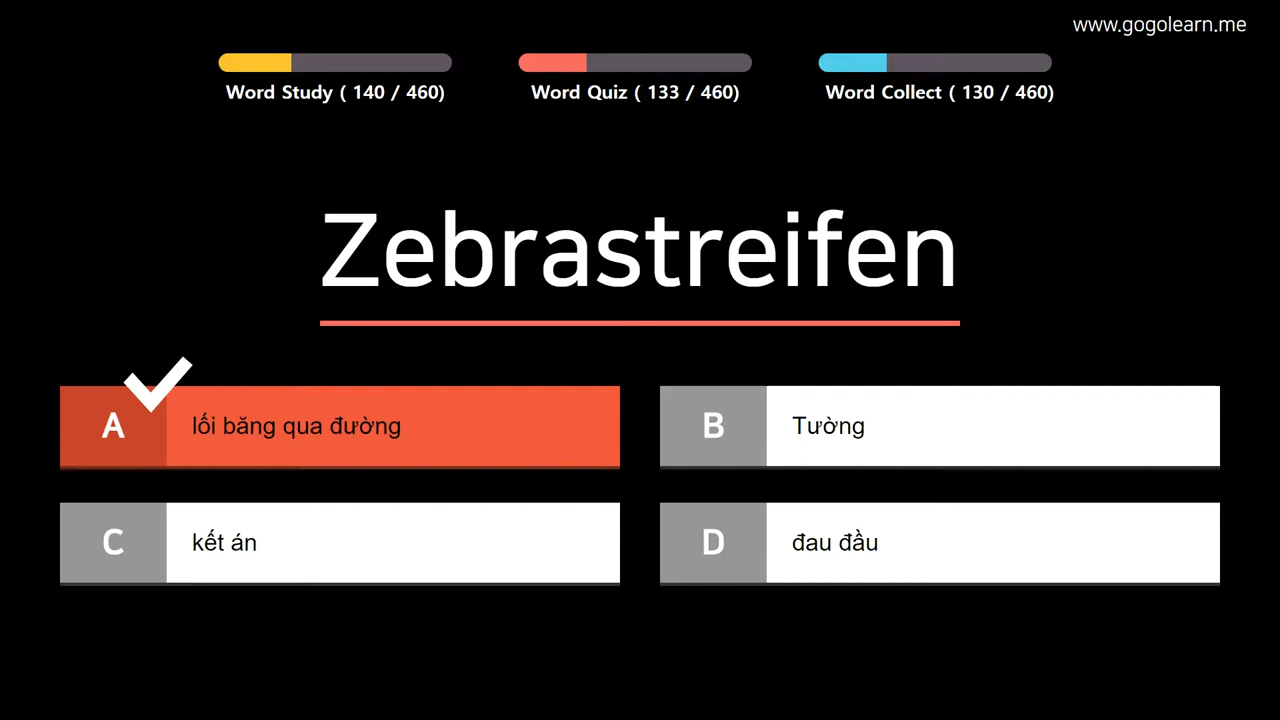 www.gogolearn.me
Word Study ( 140 / 460)
Word Quiz ( 133 / 460)
Word Collect ( 130 / 460)
Zebrastreifen
A lối băng qua đường
B Tường
C kết án
D đau đầu